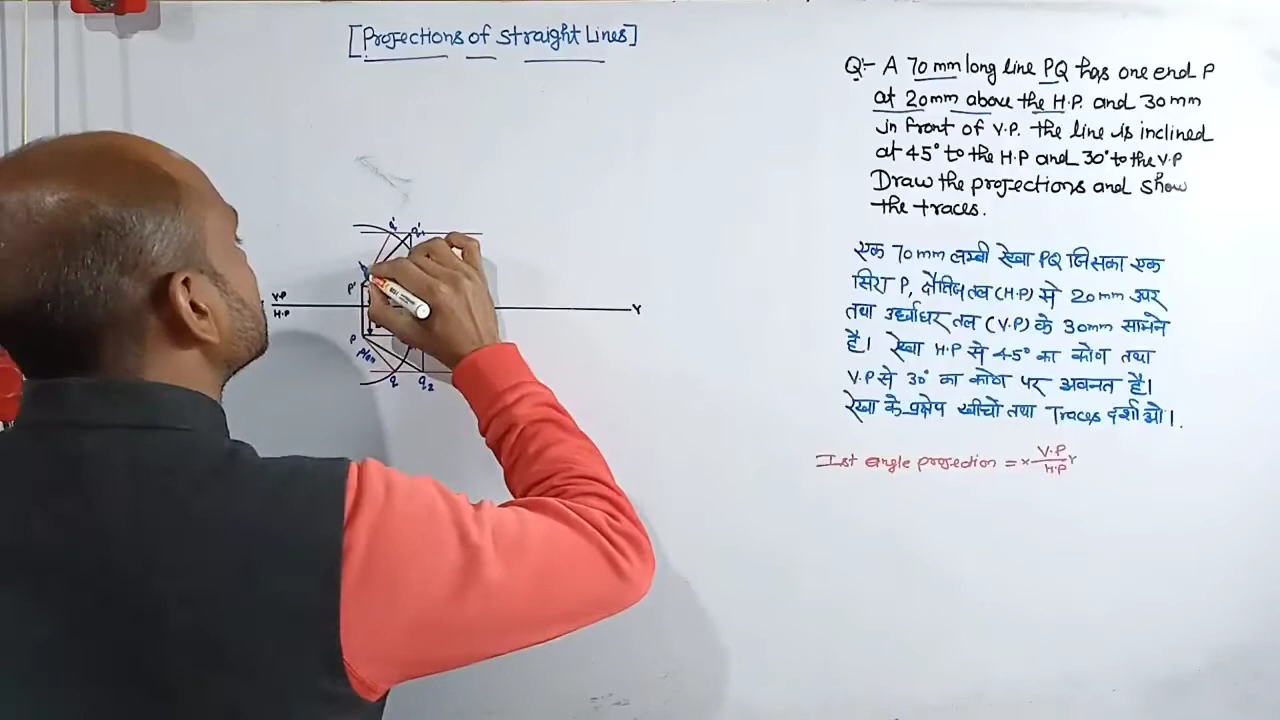 [Projections of Straight Lines]
Q:- A 70 mm long line PQ has one end P
at 20mm above the H.P. and 30mm
in front of V.P. the line is inclined
at 45° to the H.P and 30° to the V.P
Draw the projections and show
the traces.
एक 70mm लम्बी रेखा PQ जिसका एक
सिरा P, क्षैतिज तल (H.P) से 20mm उपर
तथा उर्ध्वाधर तल (V.P) के 30mm सामने
है। रेखा H.P से 45° का कोण तथा
V.P से 30° का कोण पर अवनत है।
रेखा के प्रक्षेप खींचो तथा Traces दर्शाओ।
Ist angle projection = X V.P Y
H.P
q' q'1
P'
V.P
H.P
Y
P
q q2